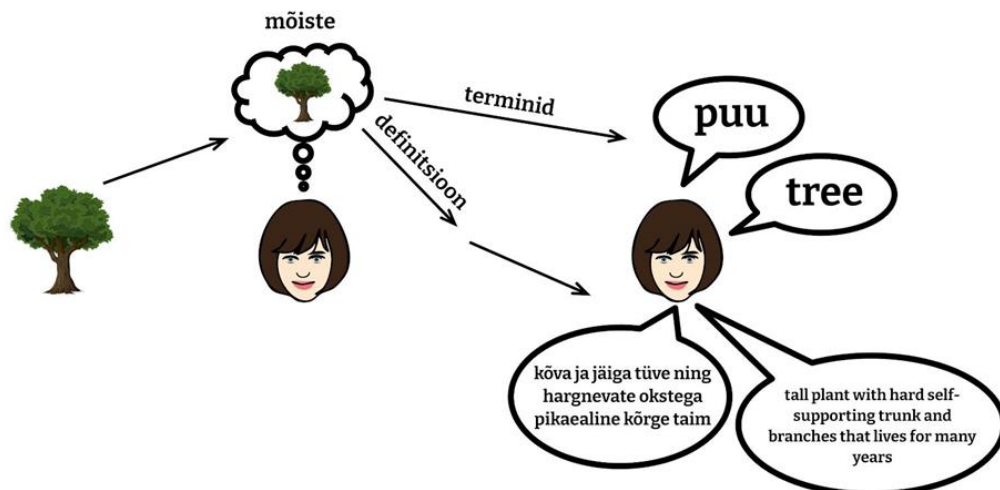 mõiste
terminid
definitsioon
puu
tree
kõva ja jäiga tüve ning
hargnevate okstega
pikaealine kõrge taim
tall plant with hard self-
supporting trunk and
branches that lives for many
years